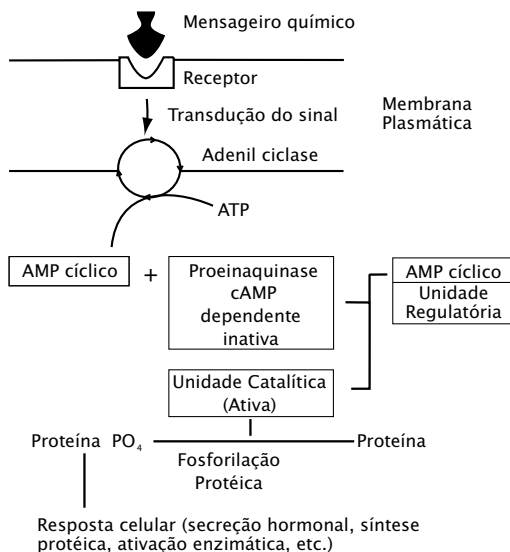 Mensageiro químico
Receptor
Transdução do sinal
Membrana
Plasmática
Adenil ciclase
ATP
AMP cíclico
+
Proeinaquinase
cAMP
dependente
inativa
AMP cíclico
Unidade
Regulatória
Unidade Catalítica
(Ativa)
Proteína PO₄
Proteína
Fosforilação
Protéica
Resposta celular (secreção hormonal, síntese
protéica, ativação enzimática, etc.)